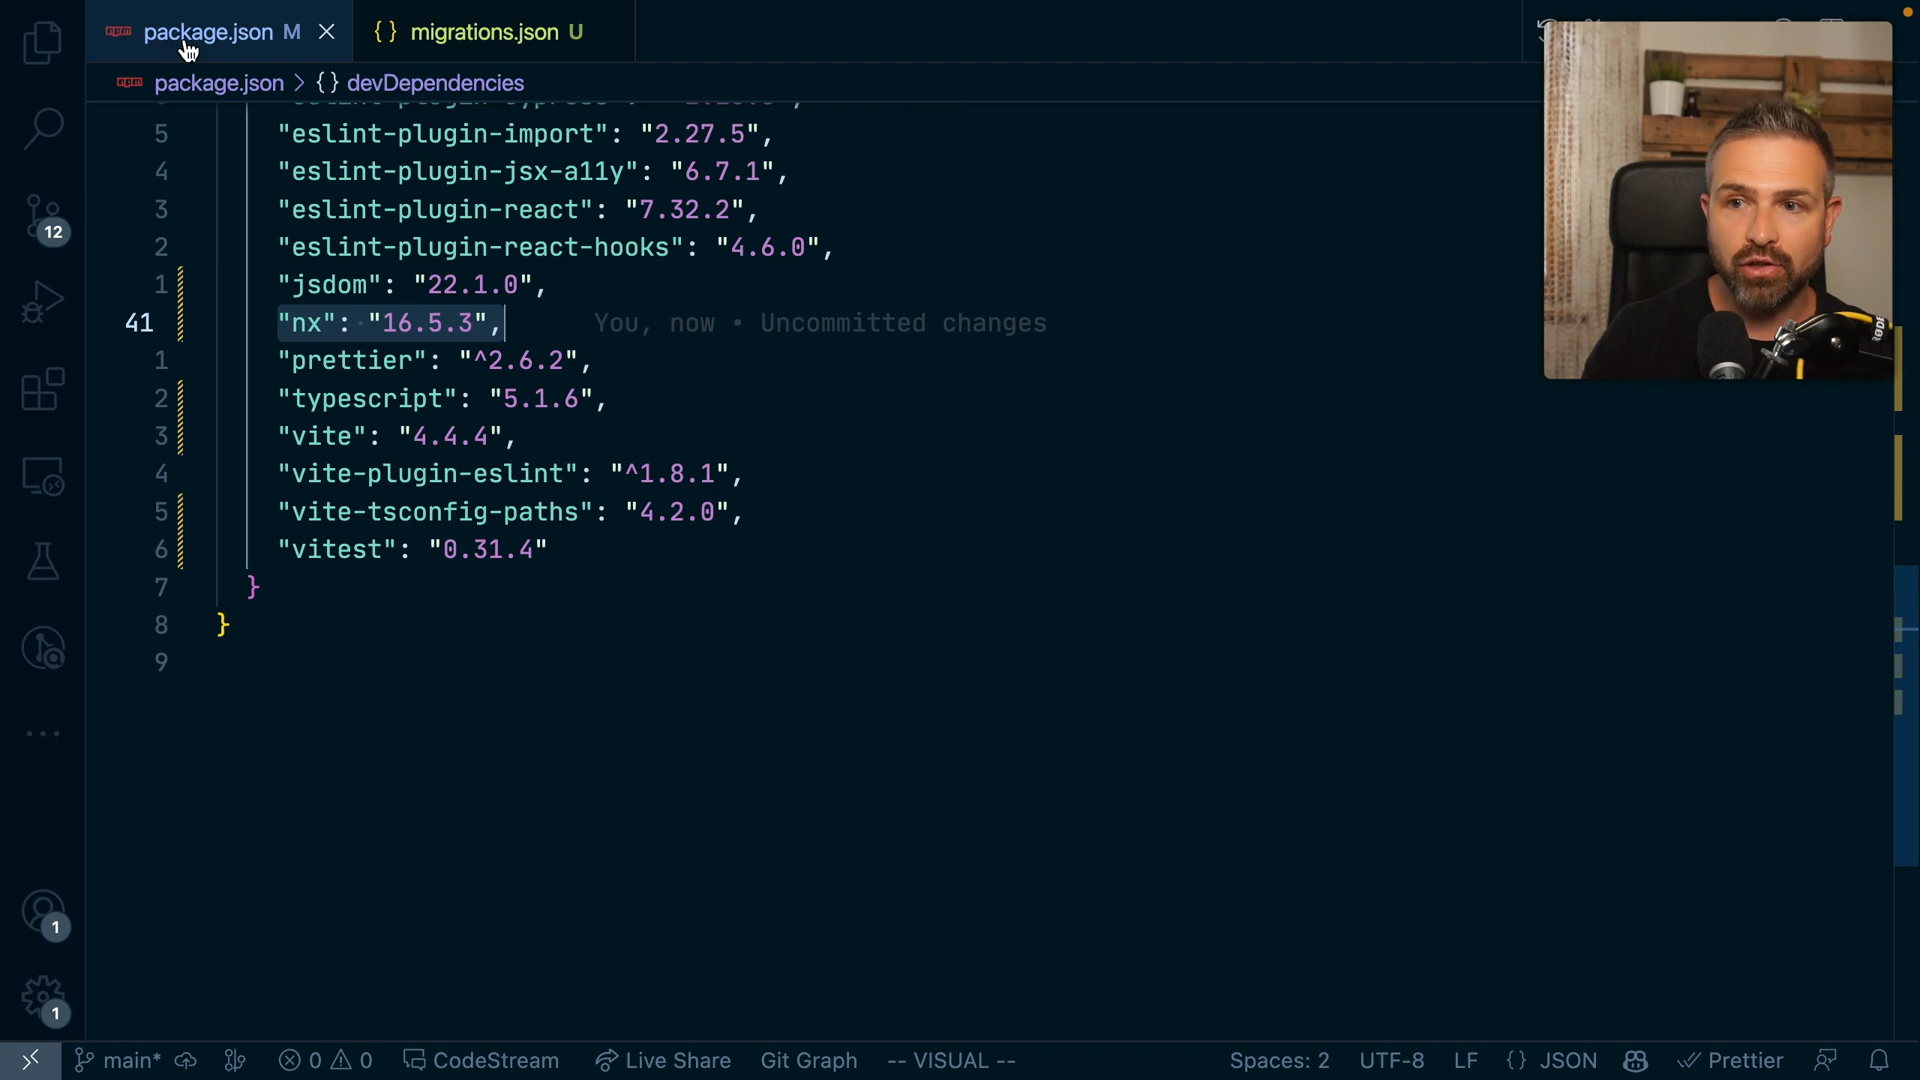 package.json M
{} migrations.json U
package.json > {} devDependencies
5 "eslint-plugin-import": "2.27.5",
4 "eslint-plugin-jsx-a11y": "6.7.1",
3 "eslint-plugin-react": "7.32.2",
2 "eslint-plugin-react-hooks": "4.6.0",
1 "jsdom": "22.1.0",
41 "nx": "16.5.3", You, now • Uncommitted changes
1 "prettier": "^2.6.2",
2 "typescript": "5.1.6",
3 "vite": "4.4.4",
4 "vite-plugin-eslint": "^1.8.1",
5 "vite-tsconfig-paths": "4.2.0",
6 "vitest": "0.31.4"
7 }
8 }
9
12
1
1
main* 0 0 CodeStream Live Share Git Graph -- VISUAL -- Spaces: 2 UTF-8 LF {} JSON Prettier